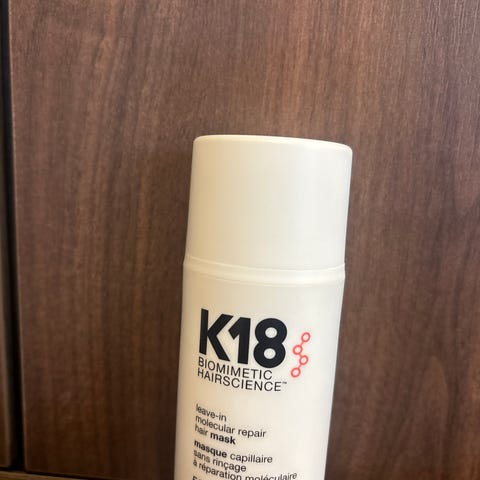 K18
BIOMIMETIC
HAIRSCIENCE™
leave-in
molecular repair
hair mask
masque capillaire
sans rinçage
à réparation moléculaire